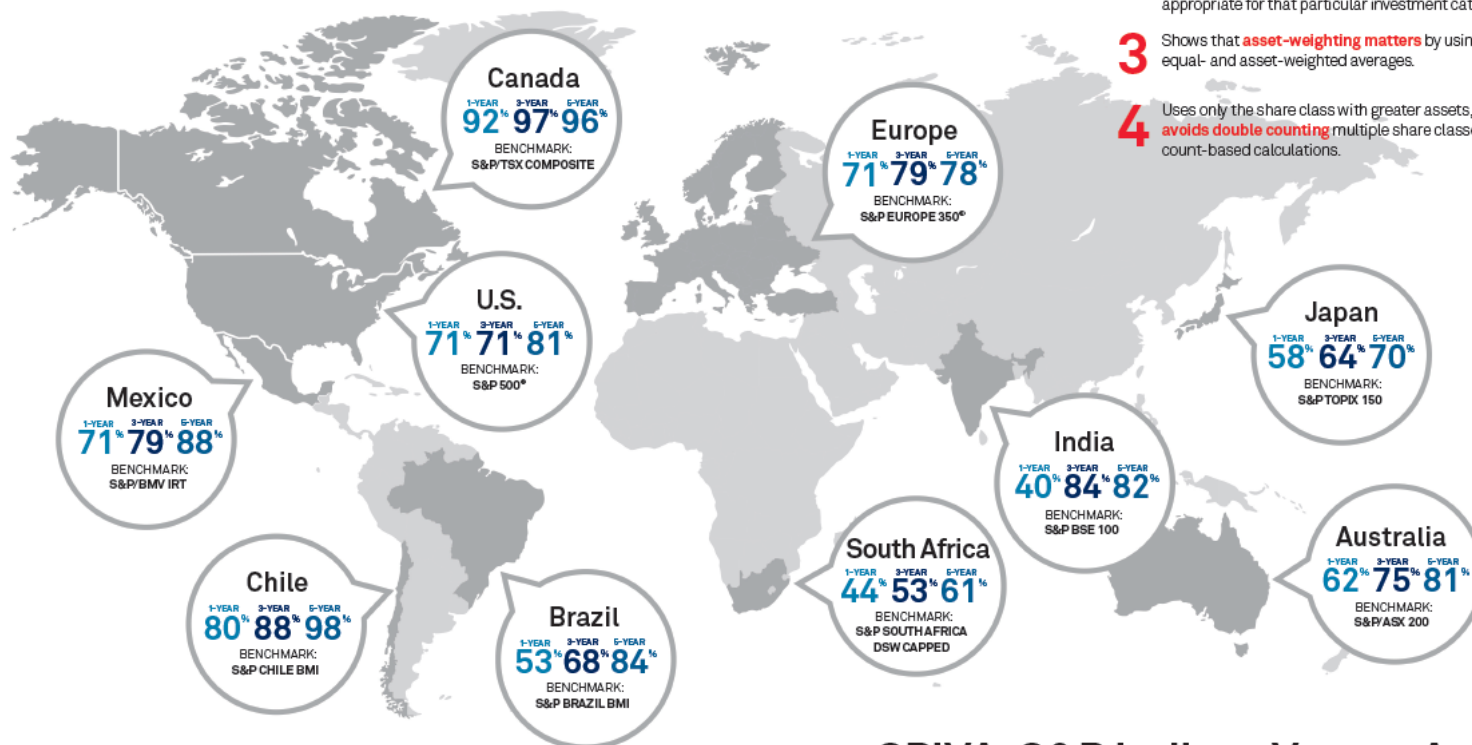 appropriate for that particular investment
3 Shows that asset-weighting matters by
equal- and asset-weighted averages.
4 Uses only the share class with greater assets,
avoids double counting multiple share
count-based calculations.
Canada
1-YEAR 3-YEAR 5-YEAR
92% 97% 96%
BENCHMARK:
S&P/TSX COMPOSITE
Europe
1-YEAR 3-YEAR 5-YEAR
71% 79% 78%
BENCHMARK:
S&P EUROPE 350®
U.S.
1-YEAR 3-YEAR 5-YEAR
71% 71% 81%
BENCHMARK:
S&P 500®
Japan
1-YEAR 3-YEAR 5-YEAR
58% 64% 70%
BENCHMARK:
S&P TOPIX 150
Mexico
1-YEAR 3-YEAR 5-YEAR
71% 79% 88%
BENCHMARK:
S&P/BMV IRT
India
1-YEAR 3-YEAR 5-YEAR
40% 84% 82%
BENCHMARK:
S&P BSE 100
Chile
1-YEAR 3-YEAR 5-YEAR
80% 88% 98%
BENCHMARK:
S&P CHILE BMI
Brazil
1-YEAR 3-YEAR 5-YEAR
53% 68% 84%
BENCHMARK:
S&P BRAZIL BMI
South Africa
1-YEAR 3-YEAR 5-YEAR
44% 53% 61%
BENCHMARK:
S&P SOUTH AFRICA
DSW CAPPED
Australia
1-YEAR 3-YEAR 5-YEAR
62% 75% 81%
BENCHMARK:
S&P/ASX 200